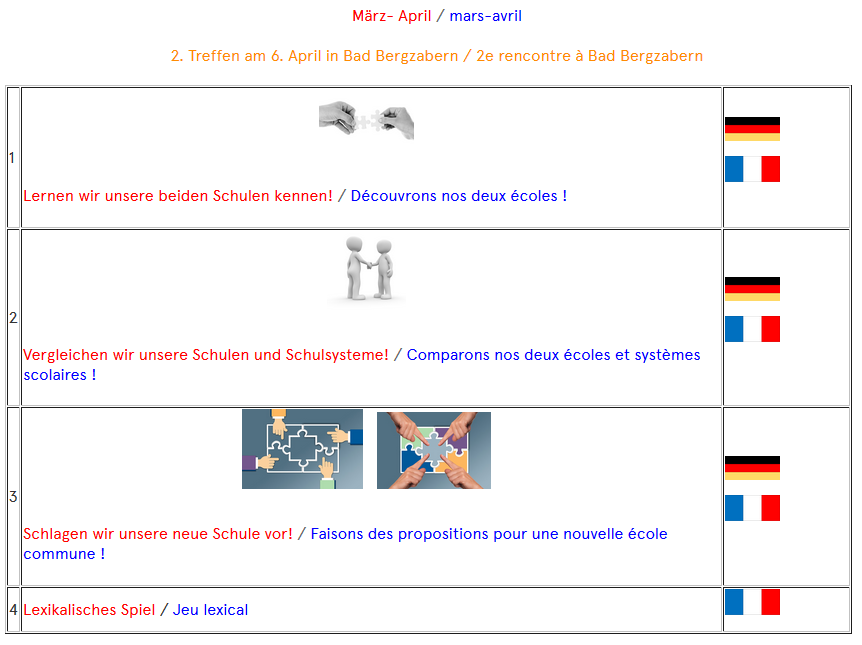 März- April / mars-avril
2. Treffen am 6. April in Bad Bergzabern / 2e rencontre à Bad Bergzabern
1
Lernen wir unsere beiden Schulen kennen! / Découvrons nos deux écoles !
2
Vergleichen wir unsere Schulen und Schulsysteme! / Comparons nos deux écoles et systèmes
scolaires !
3
Schlagen wir unsere neue Schule vor! / Faisons des propositions pour une nouvelle école
commune !
4 Lexikalisches Spiel / Jeu lexical